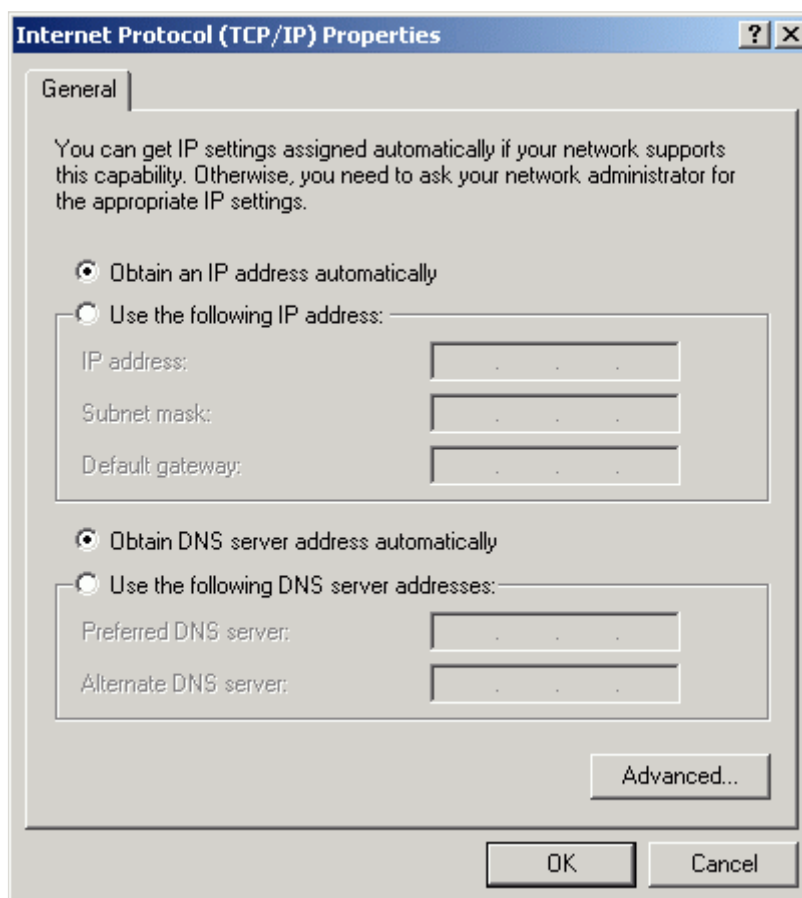 Internet Protocol (TCP/IP) Properties
General
You can get IP settings assigned automatically if your network supports
this capability. Otherwise, you need to ask your network administrator for
the appropriate IP settings.
Obtain an IP address automatically
Use the following IP address:
IP address:
Subnet mask:
Default gateway:
Obtain DNS server address automatically
Use the following DNS server addresses:
Preferred DNS server:
Alternate DNS server:
Advanced...
OK
Cancel